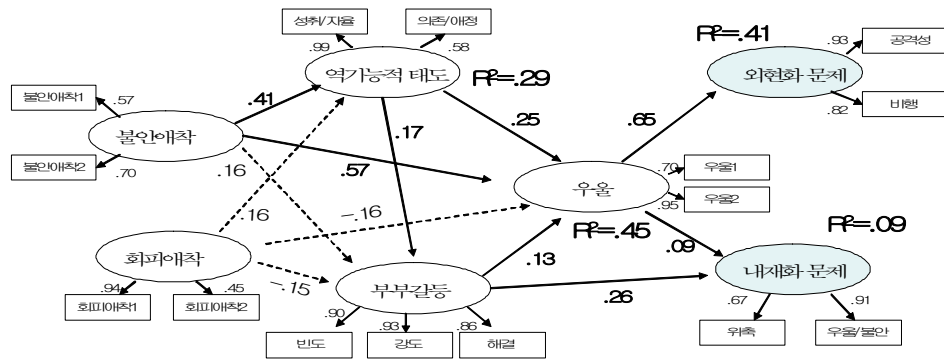 성취/자율
의존/애정
.99
.58
역기능적 태도
R²=.29
R²=.41
.93
공격성
외현화 문제
.82
비행
불안애착1
.57
불안애착
불안애착2
.70
.41
.17
.25
.65
.16
.57
.16
-.16
우울
.70
우울1
.95
우울2
R²=.45
R²=.09
회피애착
.94
.45
회피애착1
회피애착2
-.15
.13
.09
부부갈등
.26
내재화 문제
.90
.93
.86
빈도
강도
해결
.67
.91
위축
우울/불안